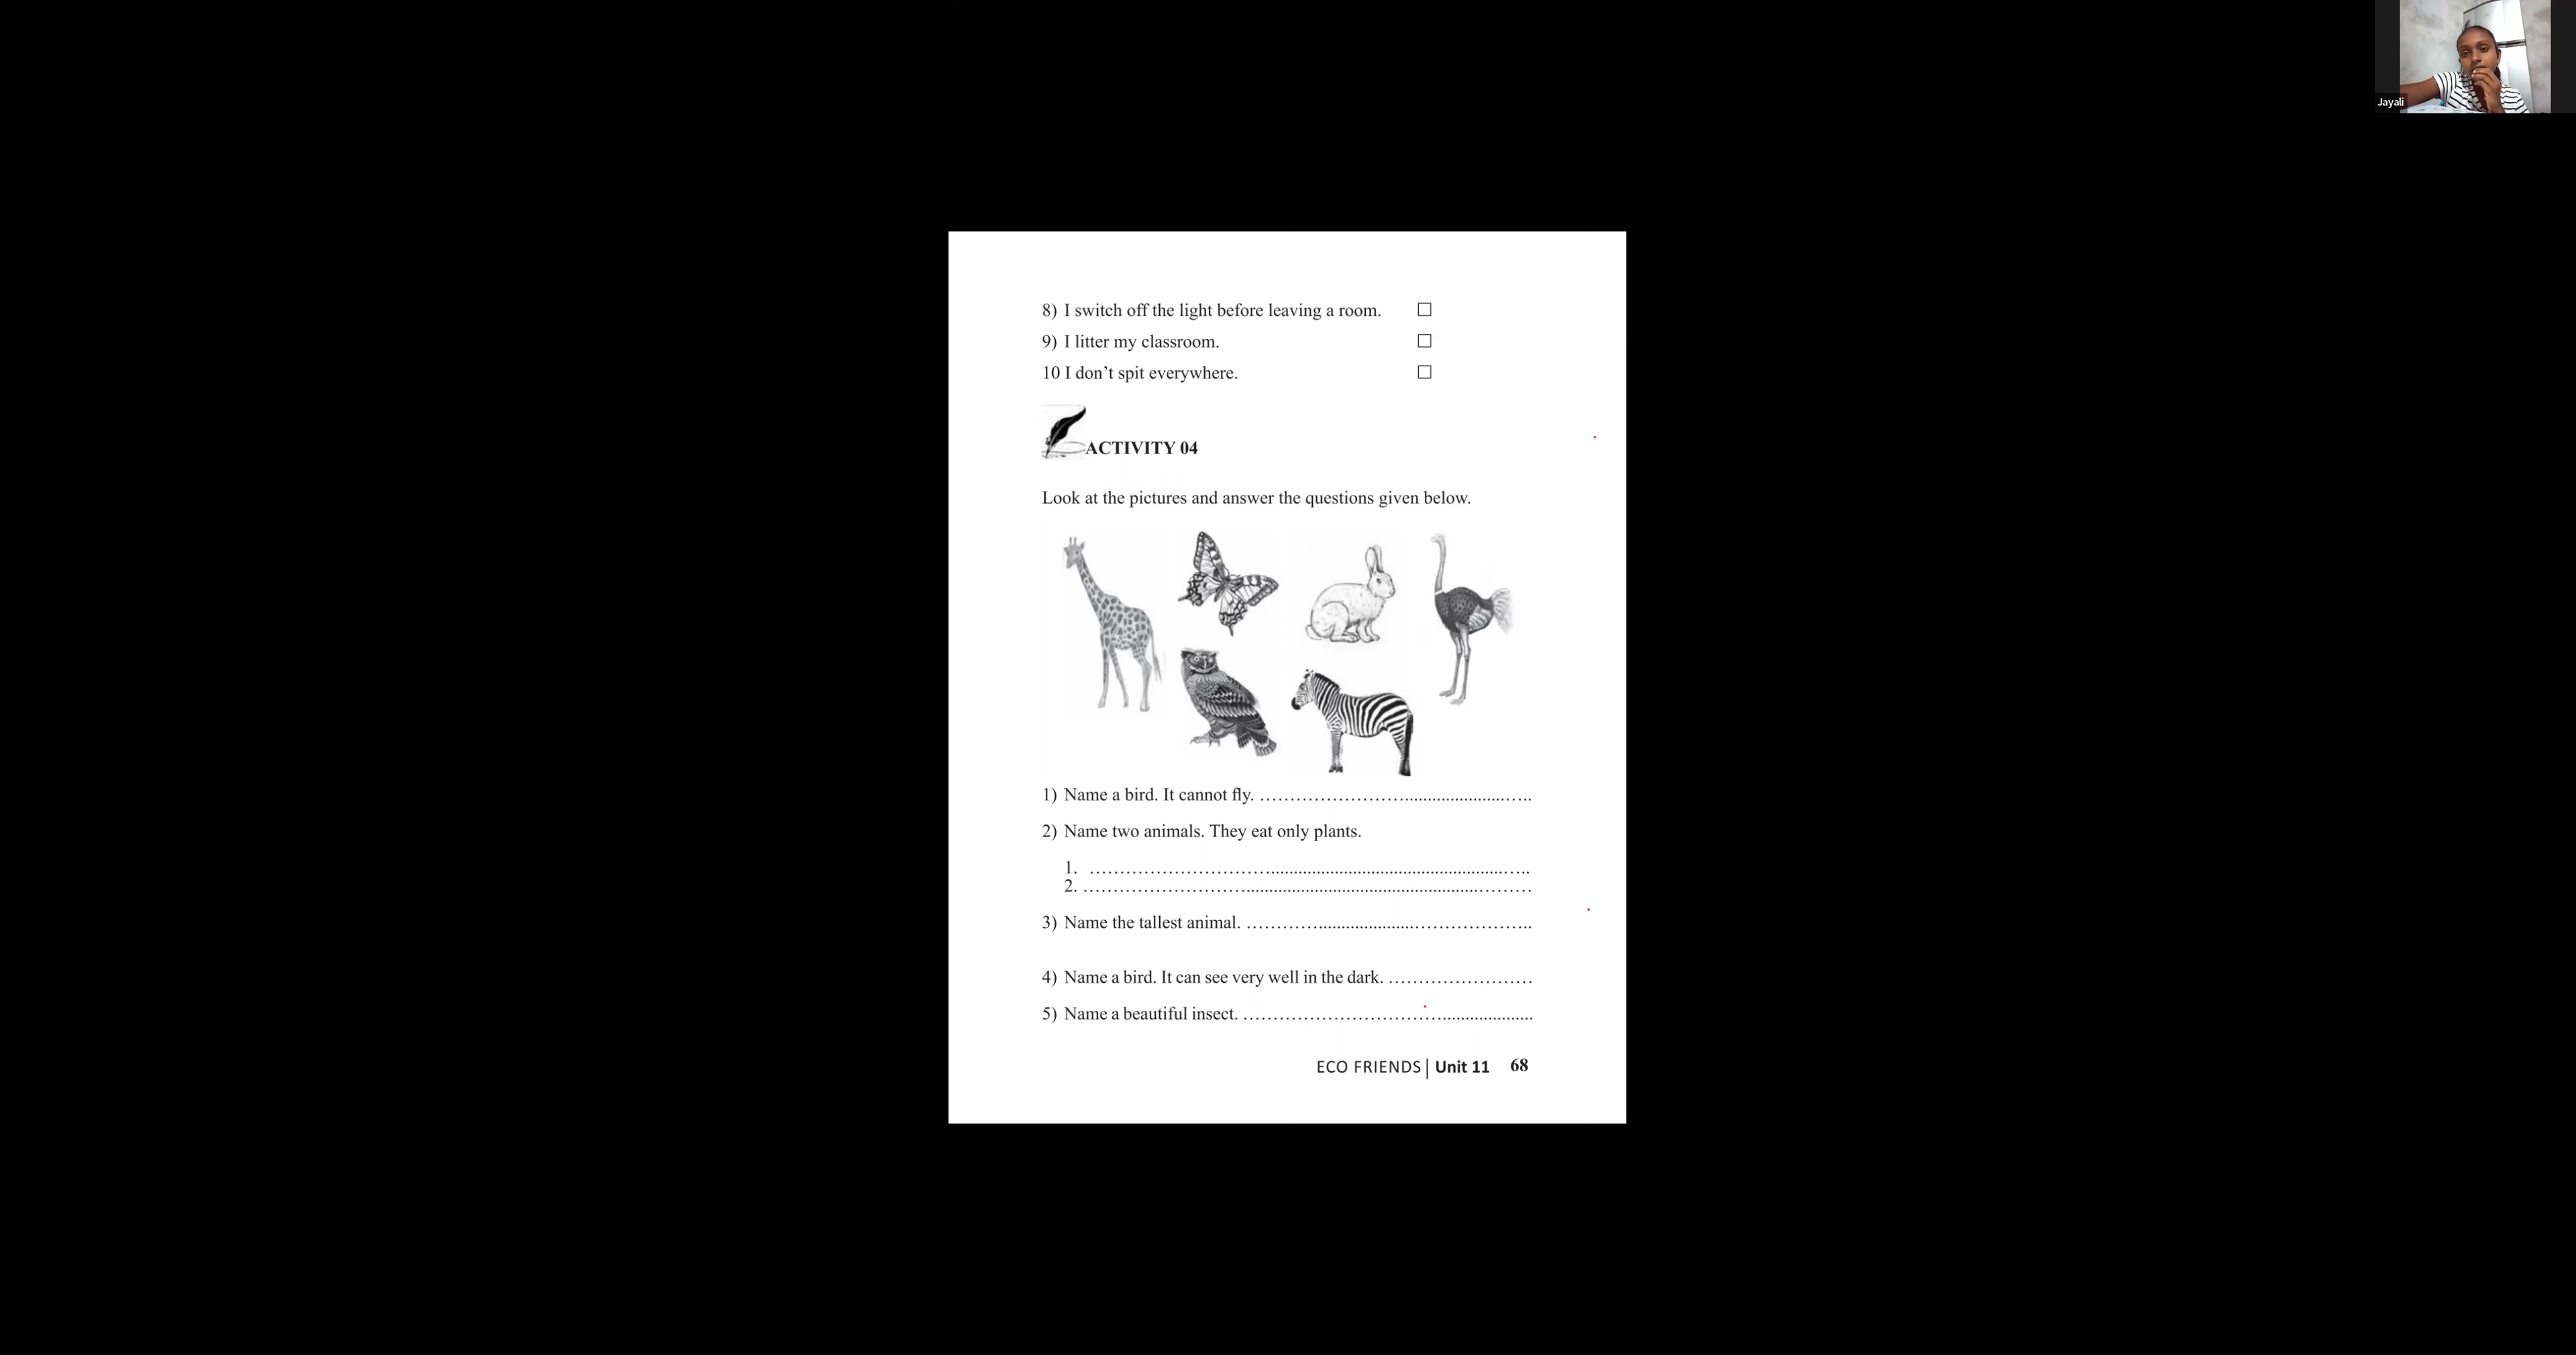 Jayali
8) I switch off the light before leaving a room.
9) I litter my classroom.
10 I don’t spit everywhere.
ACTIVITY 04
Look at the pictures and answer the questions given below.
1) Name a bird. It cannot fly. ……………………......................…..
2) Name two animals. They eat only plants.
1. …………………………...................................................…..
2. ………………………...................................................………
3) Name the tallest animal. …………......................………………..
4) Name a bird. It can see very well in the dark. ……………………
5) Name a beautiful insect. ……………………………....................
ECO FRIENDS | Unit 11 68